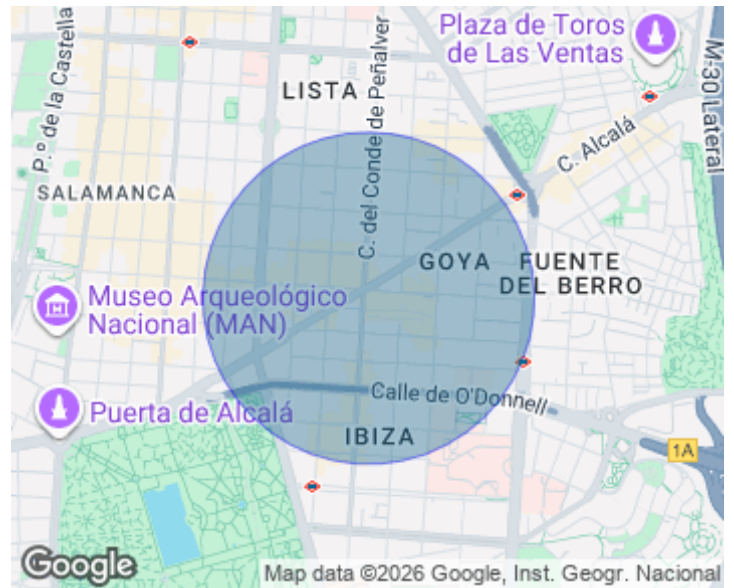 Plaza de Toros
de Las Ventas
P.º de la Castella
LISTA
C. del Conde de Peñalver
M-30 Lateral
C. Alcalá
SALAMANCA
GOYA
FUENTE
DEL BERRO
Museo Arqueológico
Nacional (MAN)
Calle de O'Donnell
Puerta de Alcalá
IBIZA
1A
Google
Map data ©2026 Google, Inst. Geogr. Nacional